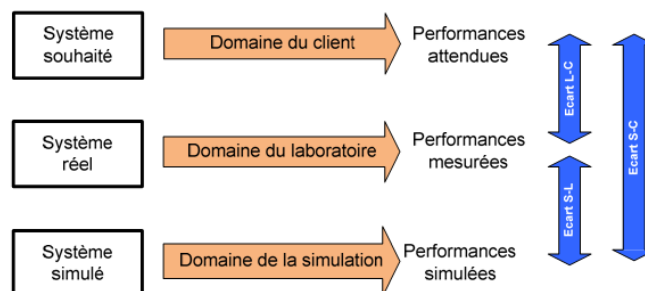 Système
souhaité
Domaine du client
Performances
attendues
Ecart L-C
Ecart S-C
Système
réel
Domaine du laboratoire
Performances
mesurées
Ecart S-L
Système
simulé
Domaine de la simulation
Performances
simulées